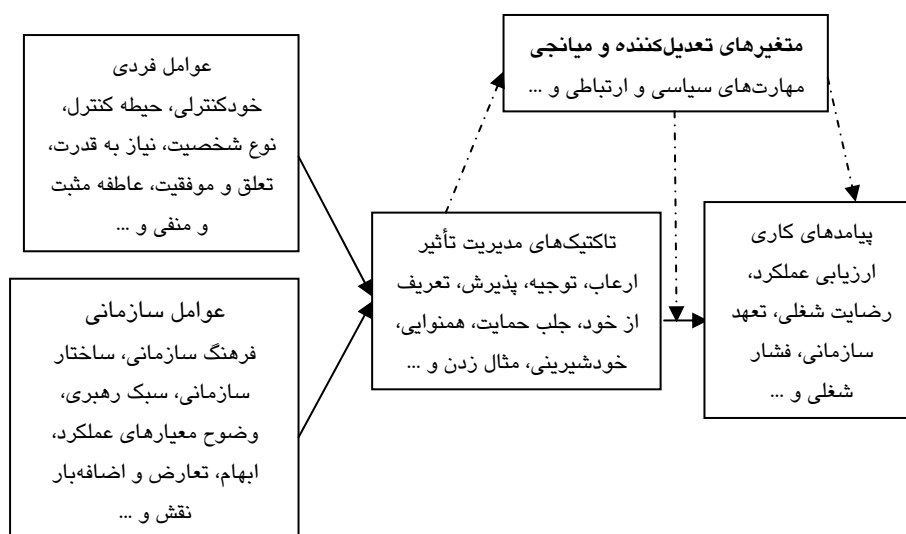 عوامل فردی
خودکنترلی، حیطه کنترل،
نوع شخصیت، نیاز به قدرت،
تعلق و موفقیت، عاطفه مثبت
و منفی و ...
عوامل سازمانی
فرهنگ سازمانی، ساختار
سازمانی، سبک رهبری،
وضوح معیارهای عملکرد،
ابهام، تعارض و اضافه‌بار
نقش و ...
متغیرهای تعدیل‌کننده و میانجی
مهارت‌های سیاسی و ارتباطی و ...
تاکتیک‌های مدیریت تأثیر
ارعاب، توجیه، پذیرش، تعریف
از خود، جلب حمایت، همنوایی،
خودشیرینی، مثال زدن و ...
پیامدهای کاری
ارزیابی عملکرد،
رضایت شغلی، تعهد
سازمانی، فشار
شغلی و ...